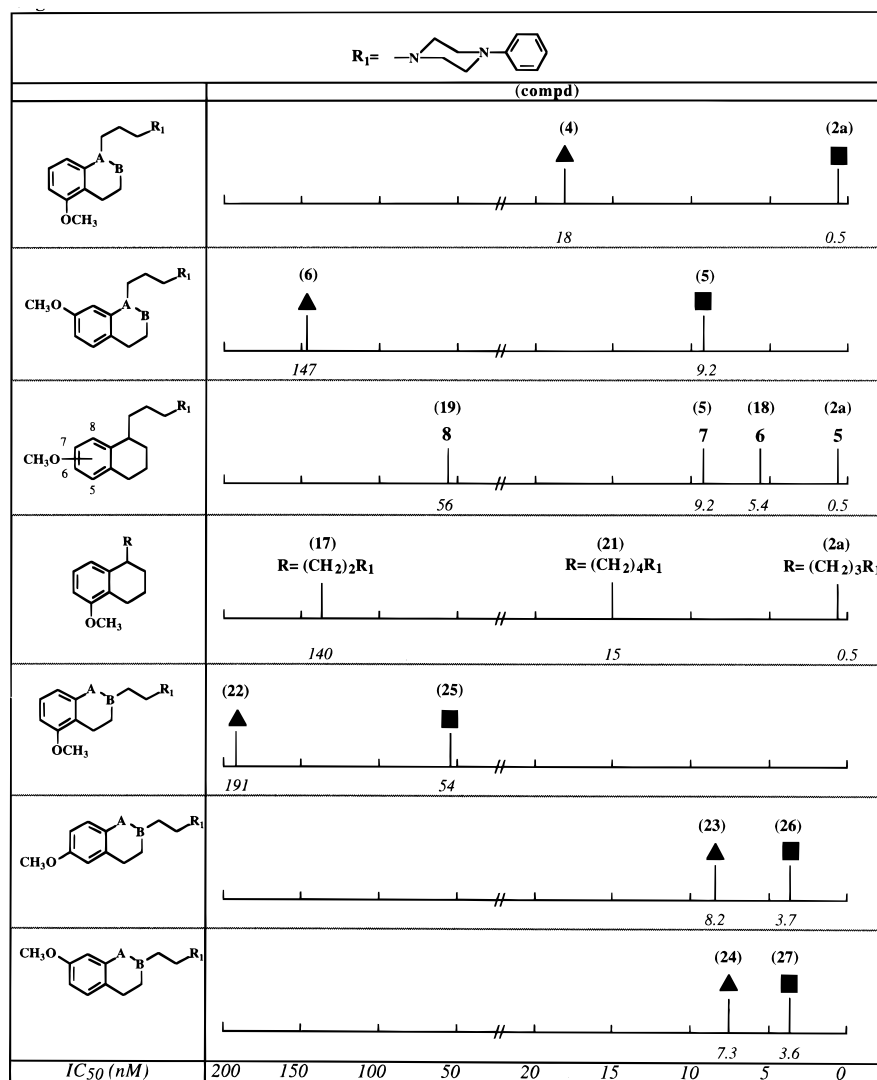 R₁= —N N
(compd)
R₁
A
B
OCH₃
(4) (2a)
18 0.5
R₁
CH₃O
A
B
(6) (5)
147 9.2
R₁
8
7
CH₃O
6
5
(19) (5) (18) (2a)
8 7 6 5
56 9.2 5.4 0.5
R
OCH₃
(17) (21) (2a)
R= (CH₂)₂R₁ R= (CH₂)₄R₁ R= (CH₂)₃R₁
140 15 0.5
A
B
R₁
OCH₃
(22) (25)
191 54
A
B
R₁
CH₃O
(23) (26)
8.2 3.7
CH₃O
A
B
R₁
(24) (27)
7.3 3.6
IC₅₀ (nM) 200 150 100 50 20 15 10 5 0